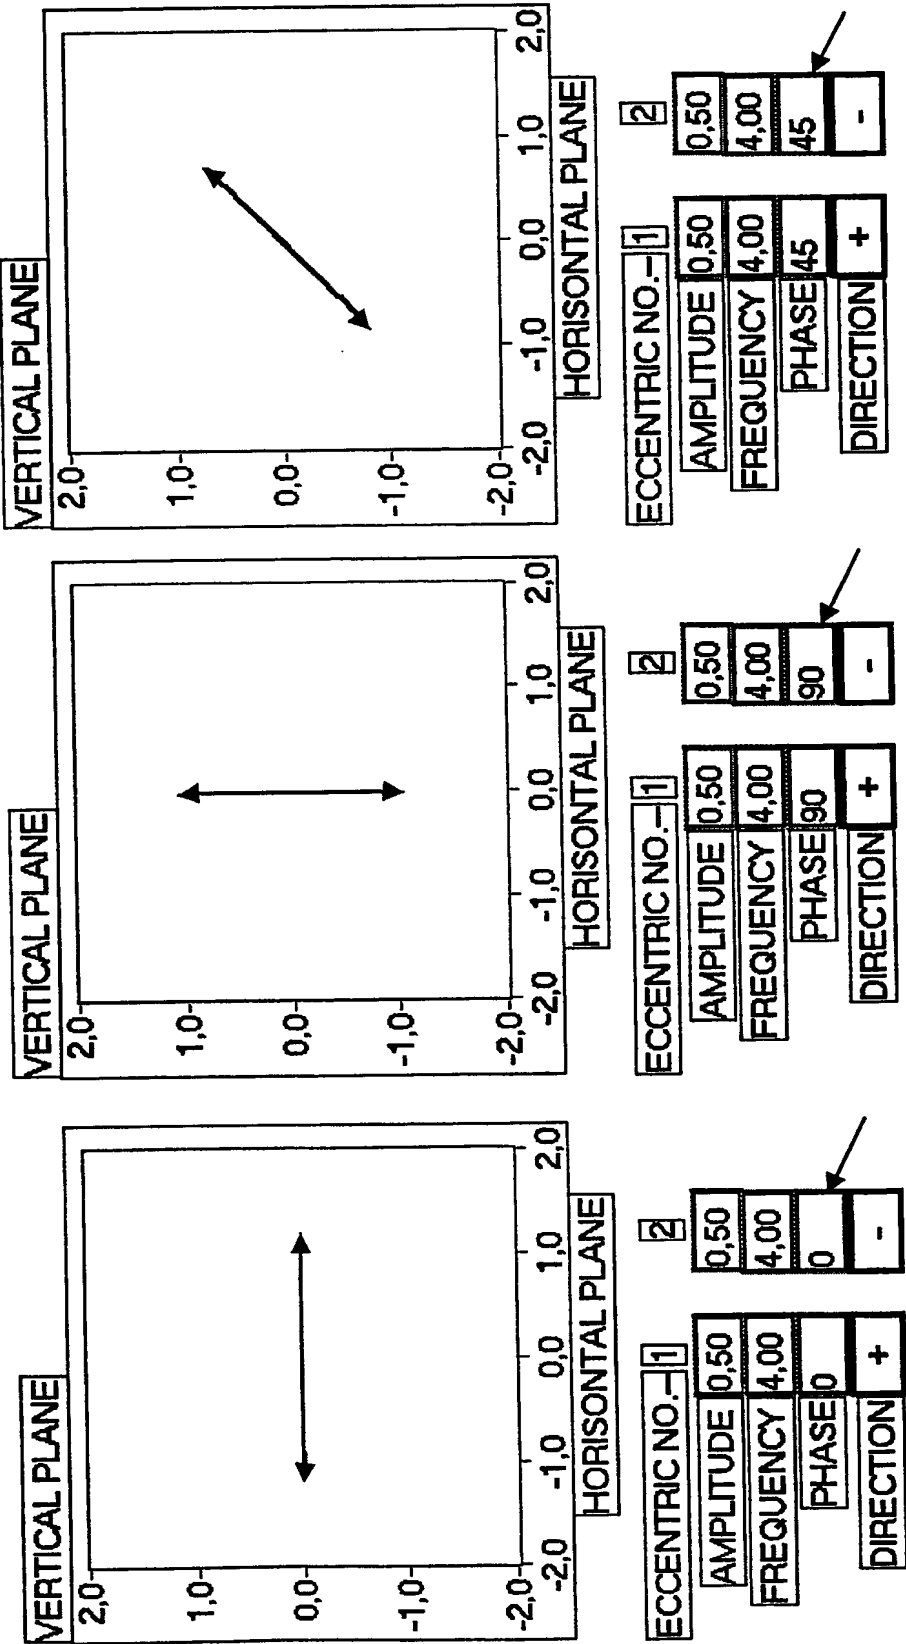 VERTICAL PLANE
2,0
1,0
0,0
-1,0
-2,0
-2,0 -1,0 0,0 1,0 2,0
HORISONTAL PLANE
ECCENTRIC NO.- 1 2
AMPLITUDE 0,50 0,50
FREQUENCY 4,00 4,00
PHASE 0 0
DIRECTION + -
VERTICAL PLANE
2,0
1,0
0,0
-1,0
-2,0
-2,0 -1,0 0,0 1,0 2,0
HORISONTAL PLANE
ECCENTRIC NO.- 1 2
AMPLITUDE 0,50 0,50
FREQUENCY 4,00 4,00
PHASE 90 90
DIRECTION + -
VERTICAL PLANE
2,0
1,0
0,0
-1,0
-2,0
-2,0 -1,0 0,0 1,0 2,0
HORISONTAL PLANE
ECCENTRIC NO.- 1 2
AMPLITUDE 0,50 0,50
FREQUENCY 4,00 4,00
PHASE 45 45
DIRECTION + -